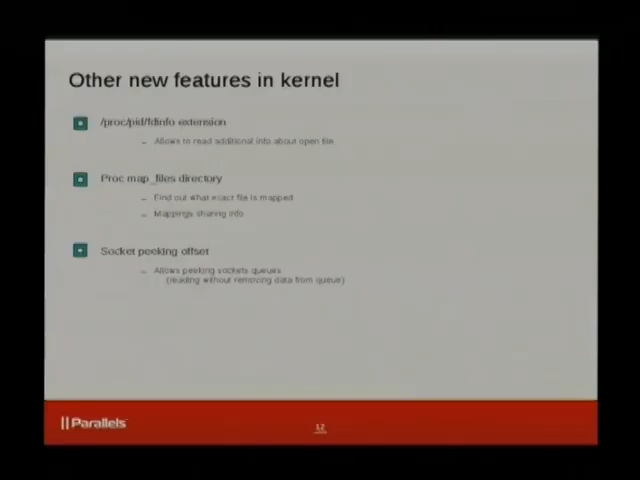 Other new features in kernel
/proc/pid/fdinfo extension
– Allows to read additional info about open file
Proc map_files directory
– Find out what exact file is mapped
– Mappings sharing info
Socket peeking offset
– Allows peeking sockets queues
(reading without removing data from queue)
Parallels
12